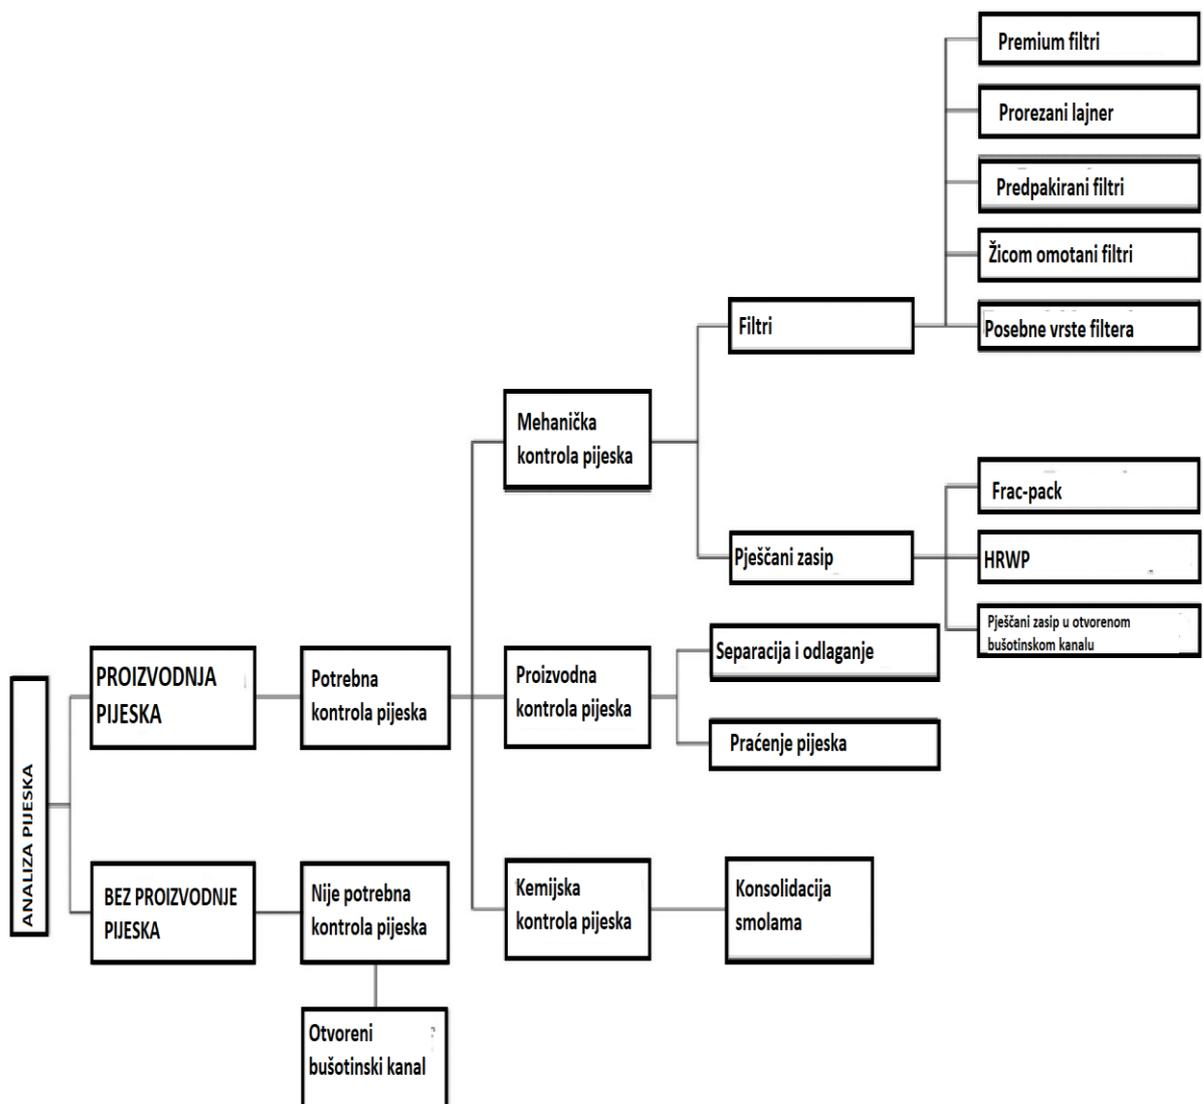 Premium filtri
Prorezani lajner
Predpakirani filtri
Žicom omotani filtri
Filtri
Posebne vrste filtera
Mehanička
kontrola pijeska
Frac-pack
Pješčani zasip
HRWP
Pješčani zasip u otvorenom
bušotinskom kanalu
Separacija i odlaganje
PROIZVODNJA
PIJESKA
Potrebna
kontrola pijeska
Proizvodna
kontrola pijeska
Praćenje pijeska
ANALIZA PIJESKA
BEZ PROIZVODNJE
PIJESKA
Nije potrebna
kontrola pijeska
Kemijska
kontrola pijeska
Konsolidacija
smolama
Otvoreni
bušotinski kanal